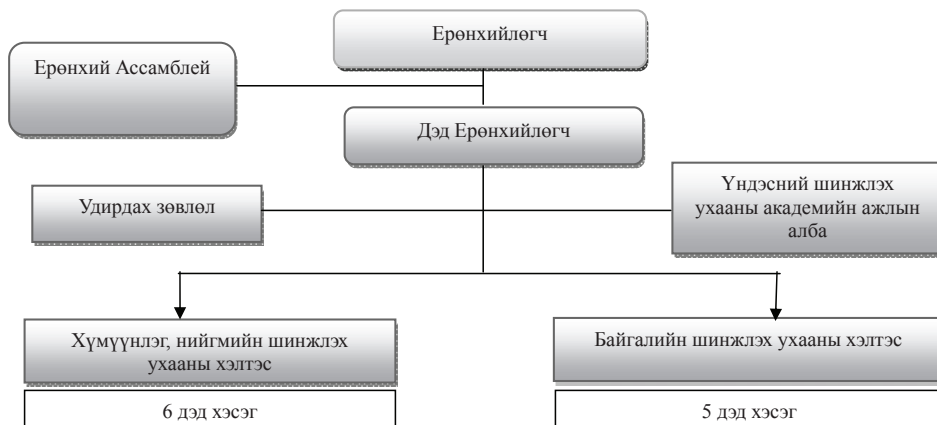 Ерөнхийлөгч
Ерөнхий Ассамблей
Дэд Ерөнхийлөгч
Удирдах зөвлөл
Үндэсний шинжлэх
ухааны академийн ажлын
алба
Хүмүүнлэг, нийгмийн шинжлэх
ухааны хэлтэс
6 дэд хэсэг
Байгалийн шинжлэх ухааны хэлтэс
5 дэд хэсэг